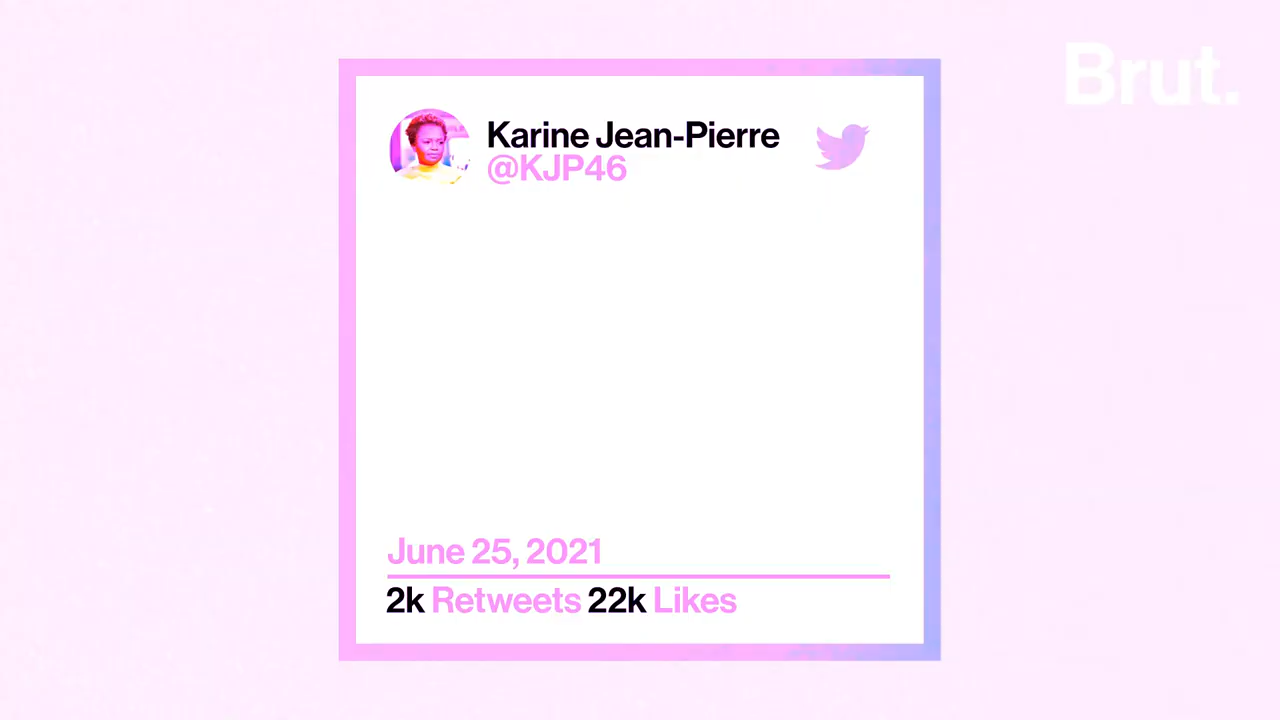 Brut.
Karine Jean-Pierre
@KJP46
June 25, 2021
2k Retweets 22k Likes